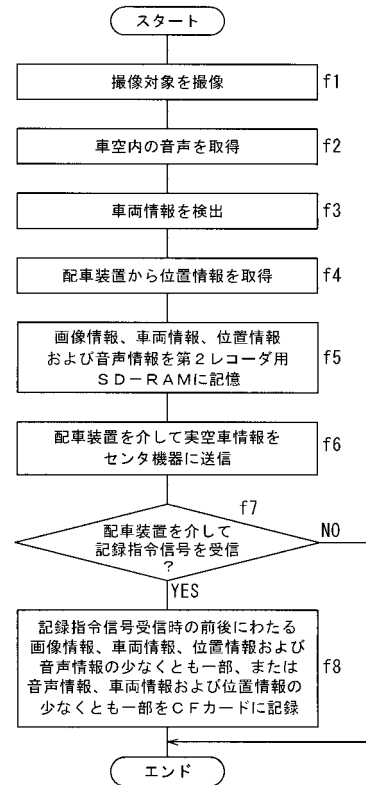 スタート
撮像対象を撮像
f1
車空内の音声を取得
f2
車両情報を検出
f3
配車装置から位置情報を取得
f4
画像情報、車両情報、位置情報
および音声情報を第2レコーダ用
SD-RAMに記憶
f5
配車装置を介して実空車情報を
センタ機器に送信
f6
f7
配車装置を介して
記録指令信号を受信
?
NO
YES
記録指令信号受信時の前後にわたる
画像情報、車両情報、位置情報および
音声情報の少なくとも一部、または
音声情報、車両情報および位置情報の
少なくとも一部をCFカードに記録
f8
エンド